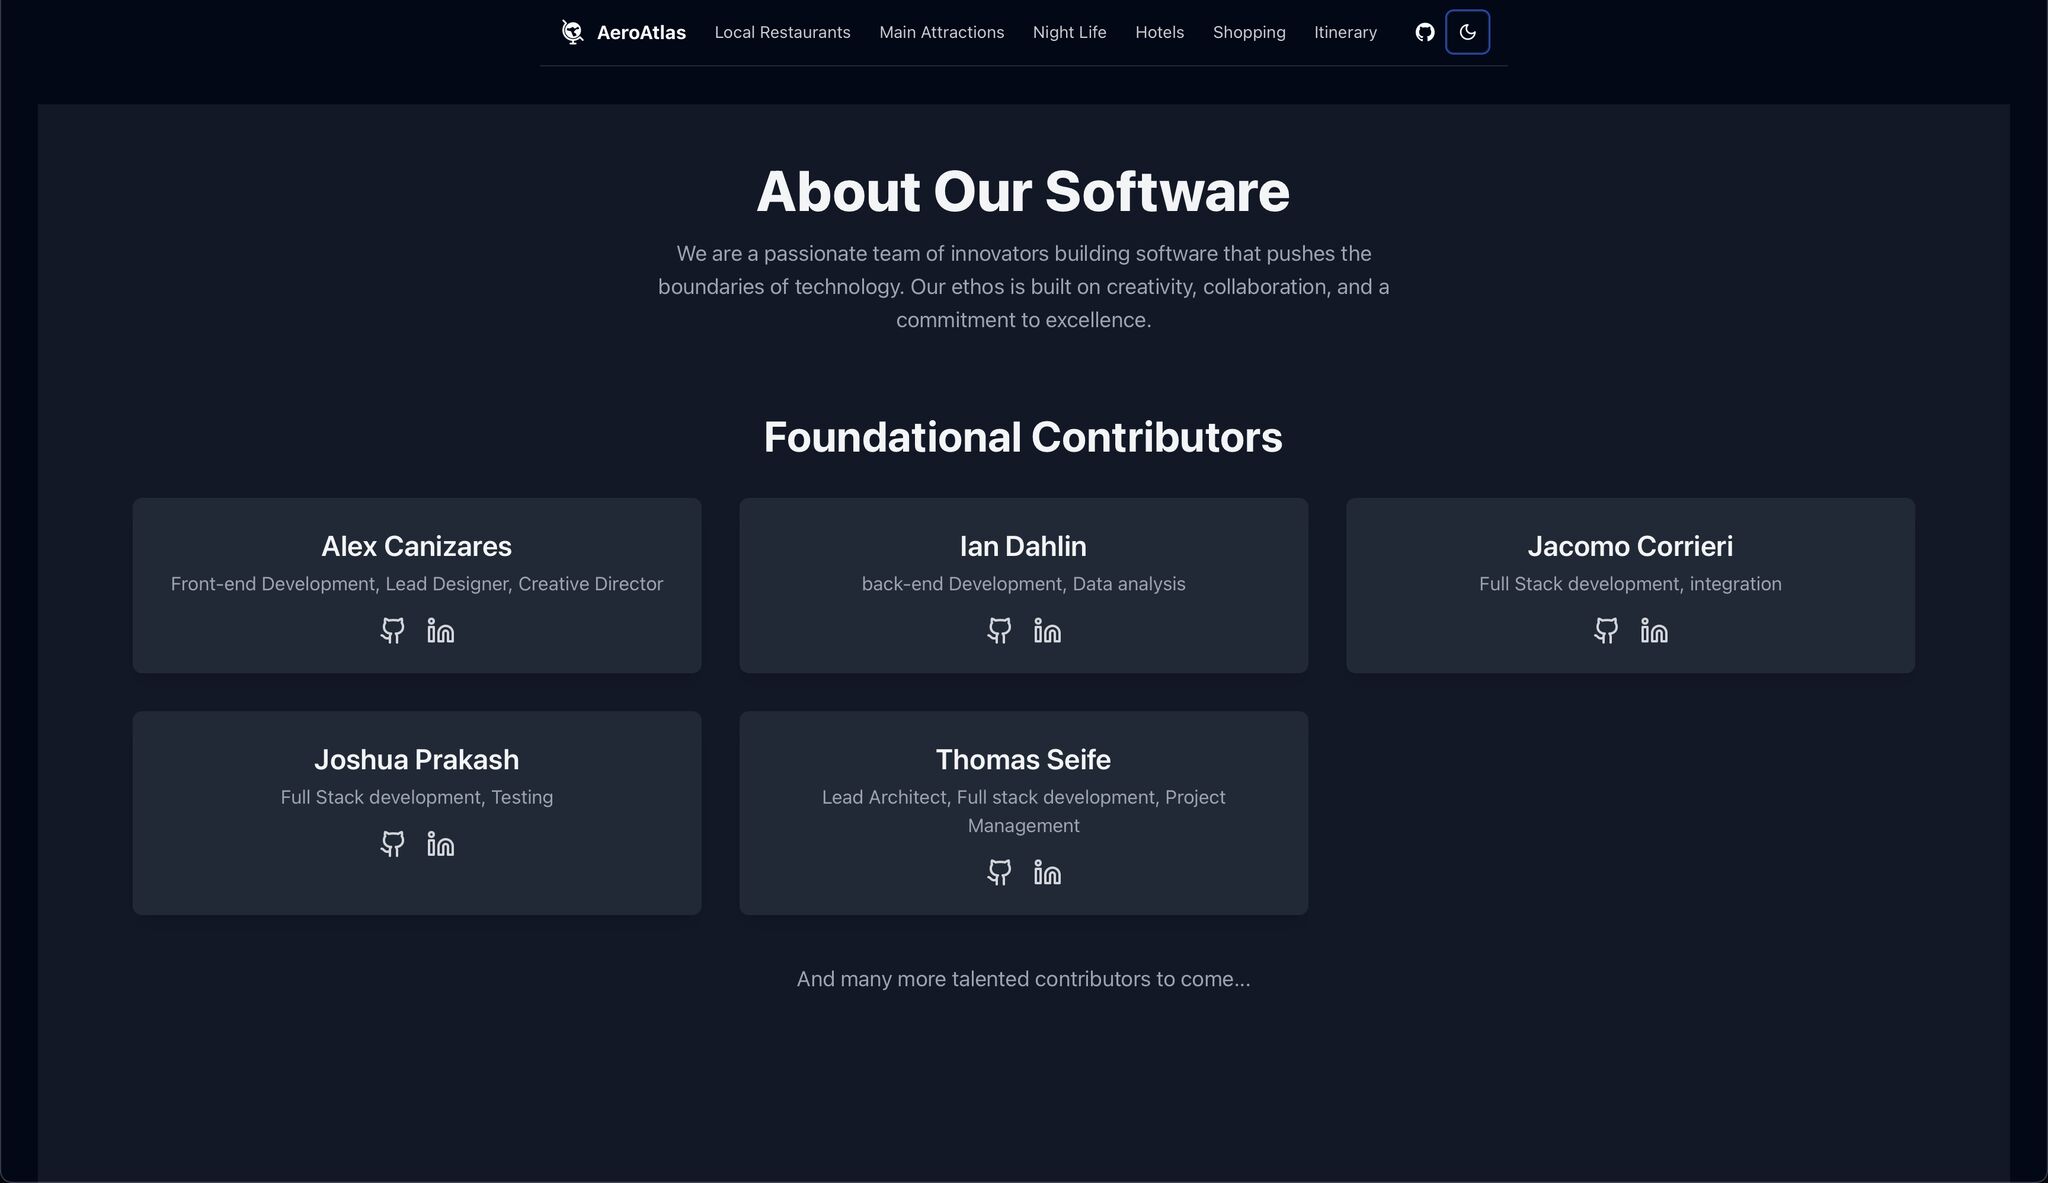 AeroAtlas Local Restaurants Main Attractions Night Life Hotels Shopping Itinerary
About Our Software
We are a passionate team of innovators building software that pushes the
boundaries of technology. Our ethos is built on creativity, collaboration, and a
commitment to excellence.
Foundational Contributors
Alex Canizares
Front-end Development, Lead Designer, Creative Director
Ian Dahlin
back-end Development, Data analysis
Jacomo Corrieri
Full Stack development, integration
Joshua Prakash
Full Stack development, Testing
Thomas Seife
Lead Architect, Full stack development, Project
Management
And many more talented contributors to come...